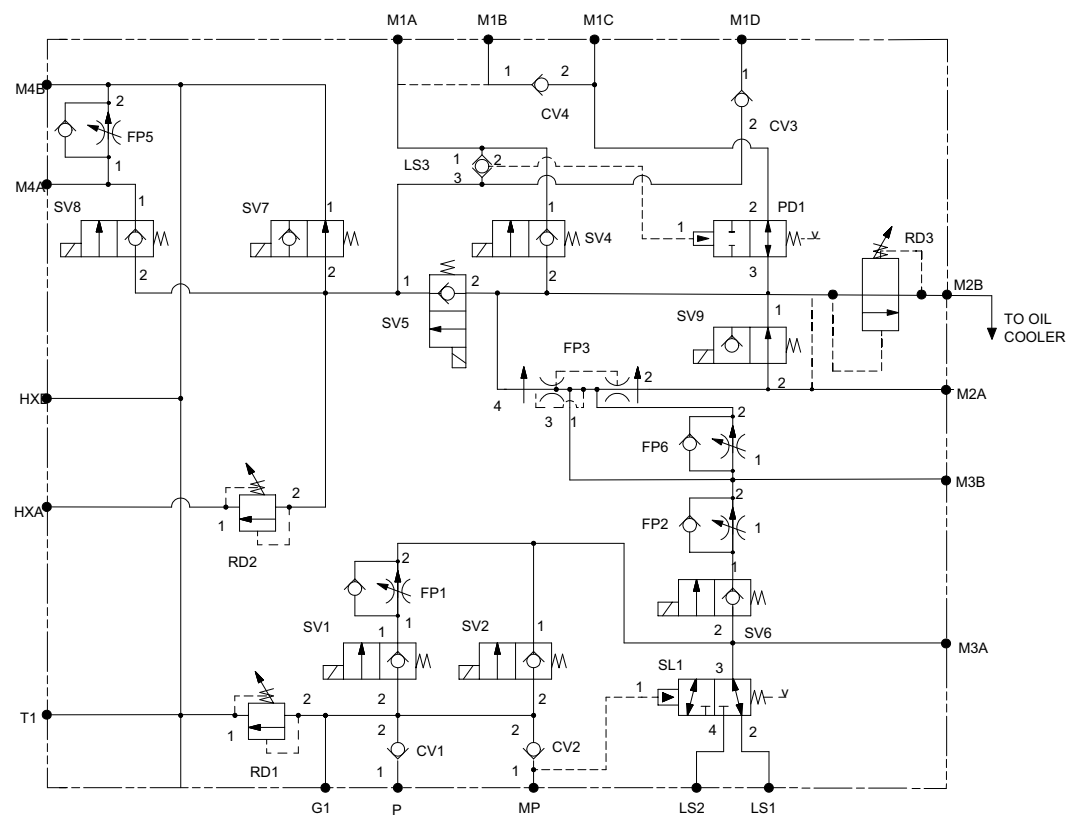 M1A M1B M1C M1D
M4B
1 2
CV4
1
2 CV3
2
FP5
1
M4A
LS3 1 2
3
SV8 1
2
SV7 1
2
1
SV4
2
PD1
2
1
3
v
RD3
M2B
TO OIL
COOLER
1 2
SV5
SV9 1
2
FP3
2
4
3 1
M2A
HXB
2
FP6
1
M3B
2
FP2
1
HXA
1 2
RD2
1
2 SV6
2
FP1
1
SV1 1
2
SV2 1
2
M3A
SL1 3
1
v
4 2
T1
1 2
RD1
2
CV1
1
2
CV2
1
G1 P MP LS2 LS1